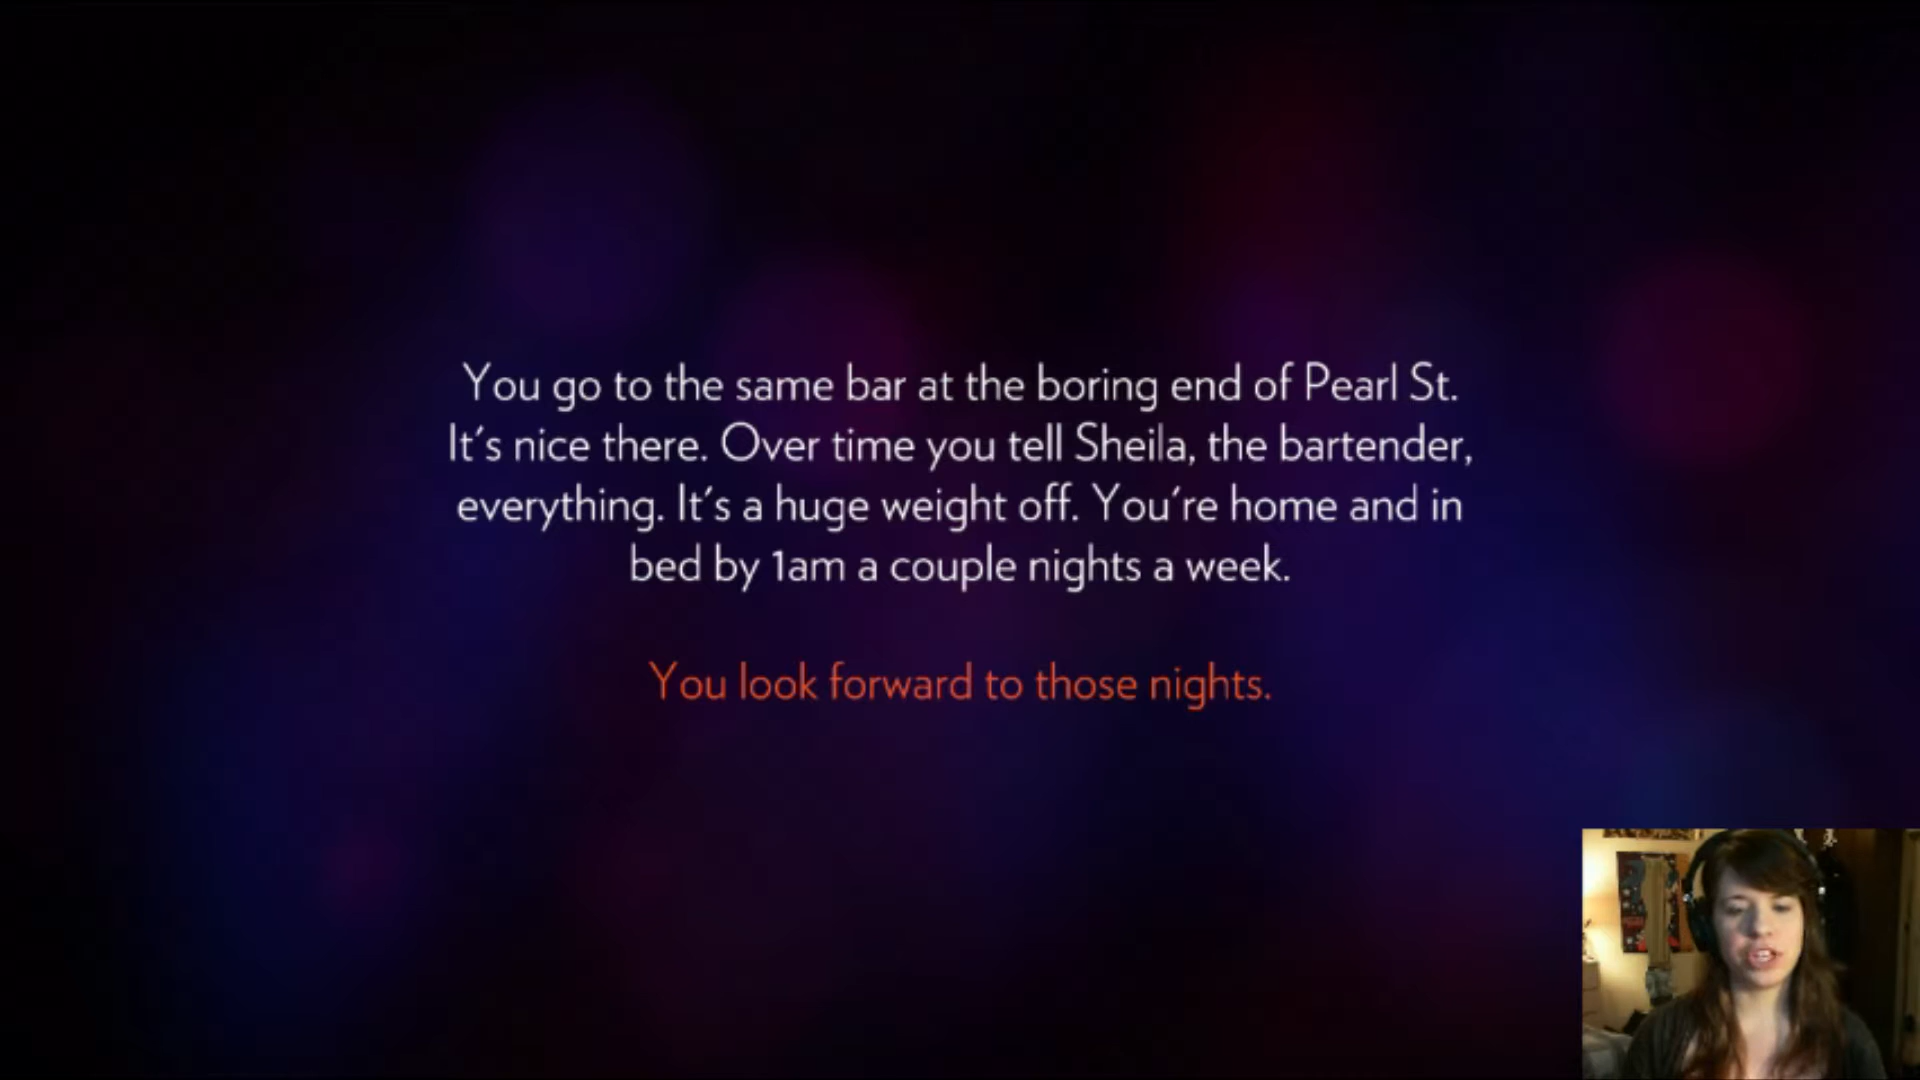 You go to the same bar at the boring end of Pearl St.
It's nice there. Over time you tell Sheila, the bartender,
everything. It's a huge weight off. You're home and in
bed by 1am a couple nights a week.
You look forward to those nights.